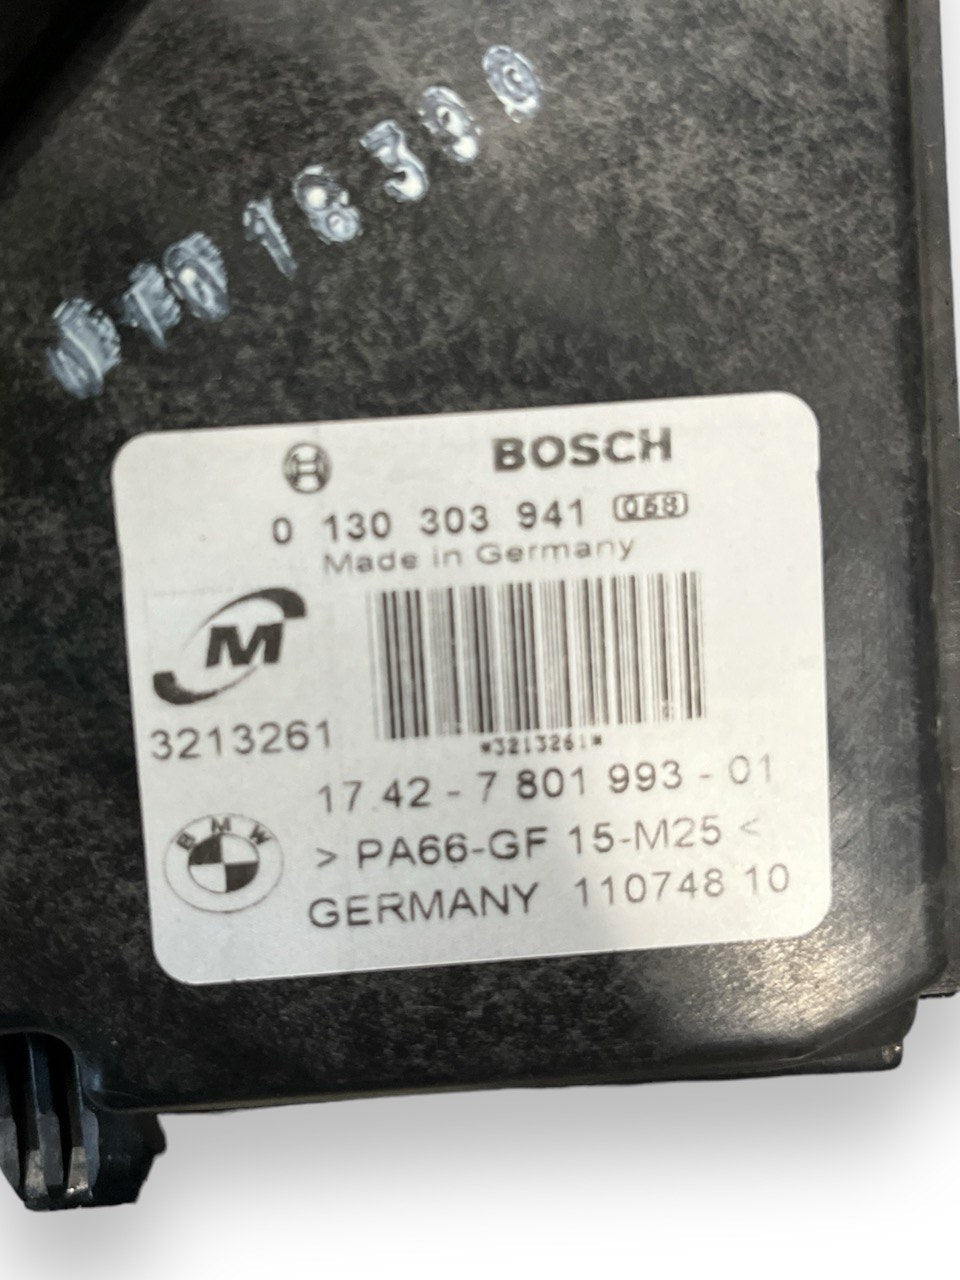 BOSCH
0 130 303 941 068
Made in Germany
M
3213261
*3213261*
17.42 - 7 801 993 - 01
BMW
> PA66-GF 15-M25 <
GERMANY 110748 10